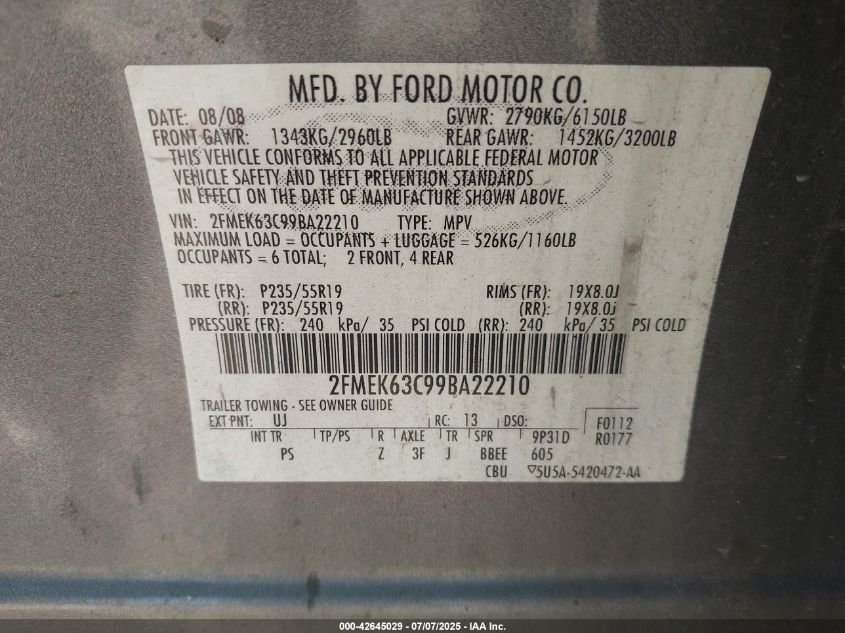 MFD. BY FORD MOTOR CO.
DATE: 08/08 GVWR: 2790KG/6150LB
FRONT GAWR: 1343KG/2960LB REAR GAWR: 1452KG/3200LB
THIS VEHICLE CONFORMS TO ALL APPLICABLE FEDERAL MOTOR
VEHICLE SAFETY AND THEFT PREVENTION STANDARDS
IN EFFECT ON THE DATE OF MANUFACTURE SHOWN ABOVE.
VIN: 2FMEK63C99BA22210 TYPE: MPV
MAXIMUM LOAD = OCCUPANTS + LUGGAGE = 526KG/1160LB
OCCUPANTS = 6 TOTAL; 2 FRONT, 4 REAR
TIRE (FR): P235/55R19 RIMS (FR): 19X8.0J
(RR): P235/55R19 (RR): 19X8.0J
PRESSURE (FR): 240 kPa/ 35 PSI COLD (RR): 240 kPa/ 35 PSI COLD
2FMEK63C99BA22210
TRAILER TOWING - SEE OWNER GUIDE
EXT PNT: UJ RC: 13 DSO: F0112
INT TR TP/PS R AXLE TR SPR 9P31D R0177
PS Z 3F J BBEE 605
CBU ▽5U5A-5420472-AA
000-42645029 - 07/07/2025 - IAA Inc.